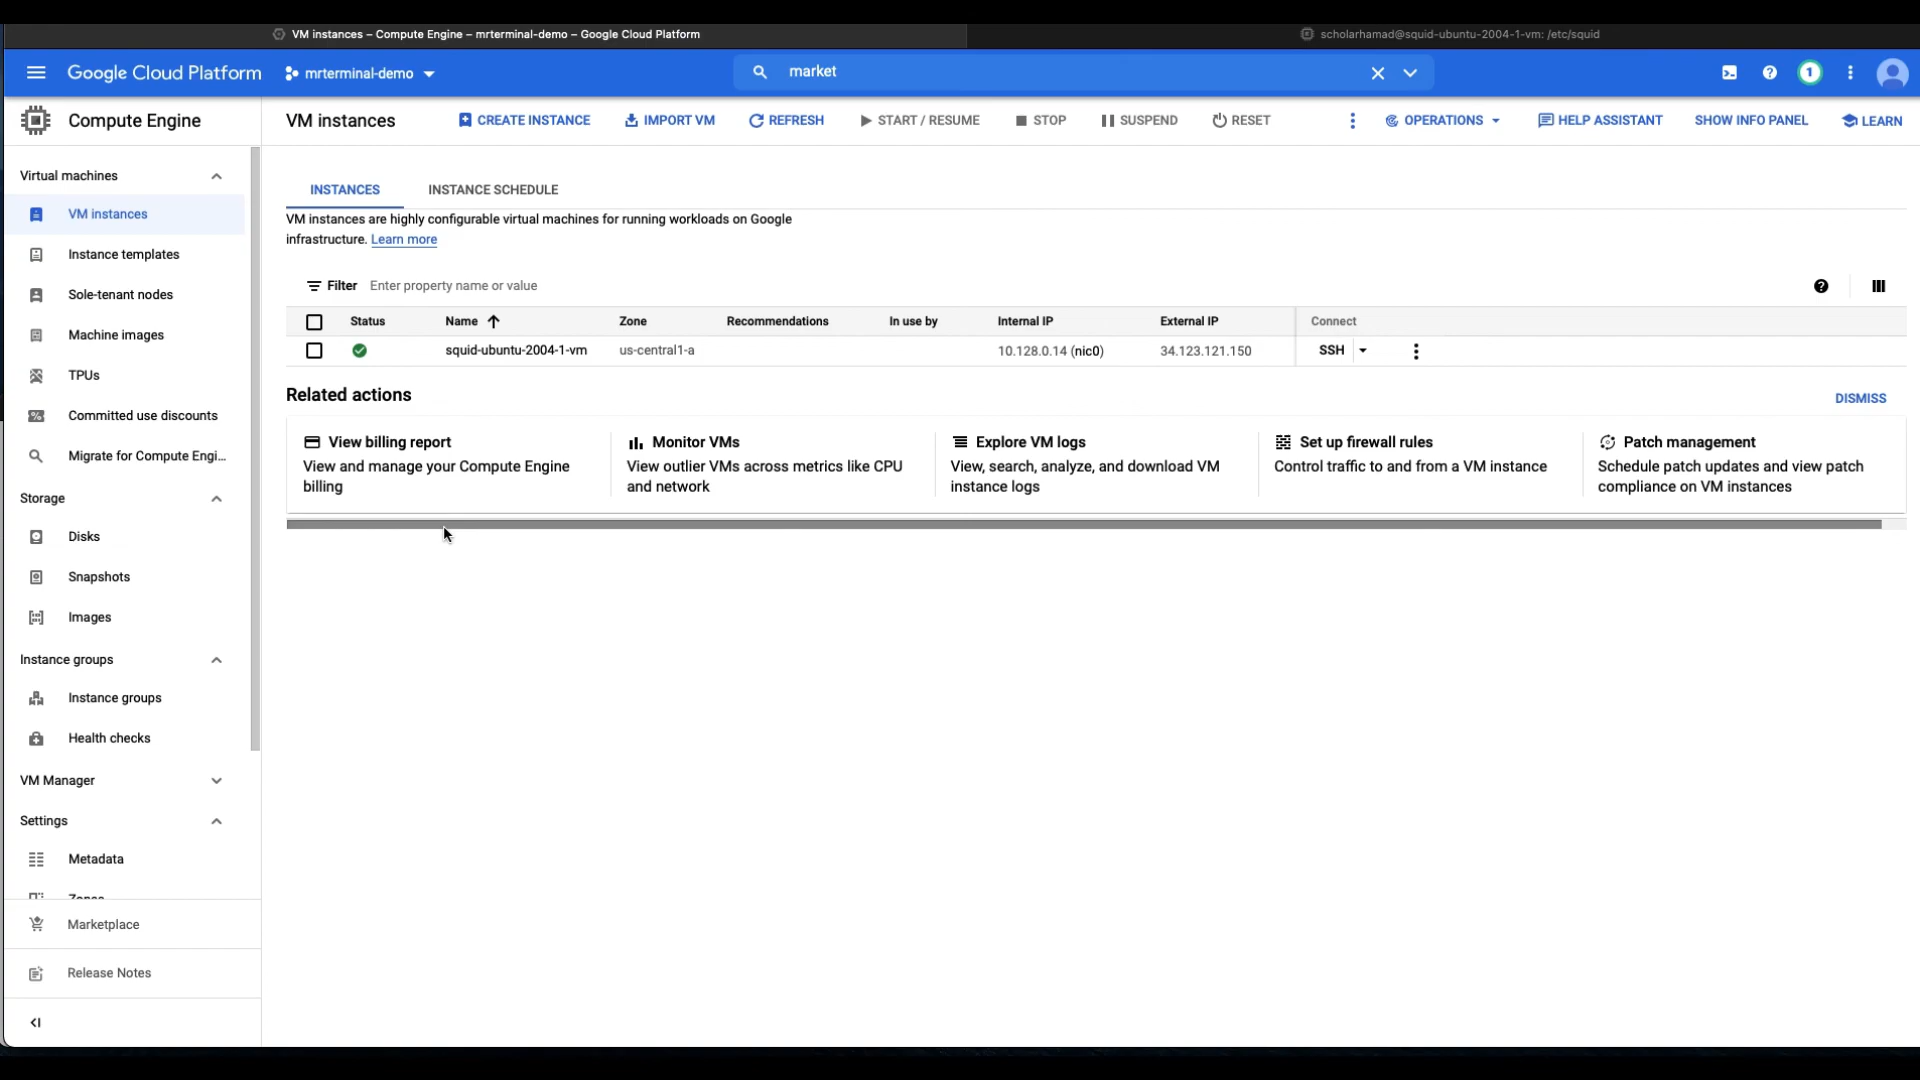 VM instances – Compute Engine – mrterminal-demo – Google Cloud Platform
scholarhamad@squid-ubuntu-2004-1-vm: /etc/squid
Google Cloud Platform
mrterminal-demo
market
1
Compute Engine
VM instances
CREATE INSTANCE
IMPORT VM
REFRESH
START / RESUME
STOP
SUSPEND
RESET
OPERATIONS
HELP ASSISTANT
SHOW INFO PANEL
LEARN
Virtual machines
VM instances
Instance templates
Sole-tenant nodes
Machine images
TPUs
Committed use discounts
Migrate for Compute Engi...
Storage
Disks
Snapshots
Images
Instance groups
Instance groups
Health checks
VM Manager
Settings
Metadata
Zones
Marketplace
Release Notes
INSTANCES
INSTANCE SCHEDULE
VM instances are highly configurable virtual machines for running workloads on Google
infrastructure. Learn more
Filter Enter property name or value
Status Name Zone Recommendations In use by Internal IP External IP Connect
squid-ubuntu-2004-1-vm us-central1-a 10.128.0.14 (nic0) 34.123.121.150 SSH
Related actions
DISMISS
View billing report
View and manage your Compute Engine
billing
Monitor VMs
View outlier VMs across metrics like CPU
and network
Explore VM logs
View, search, analyze, and download VM
instance logs
Set up firewall rules
Control traffic to and from a VM instance
Patch management
Schedule patch updates and view patch
compliance on VM instances